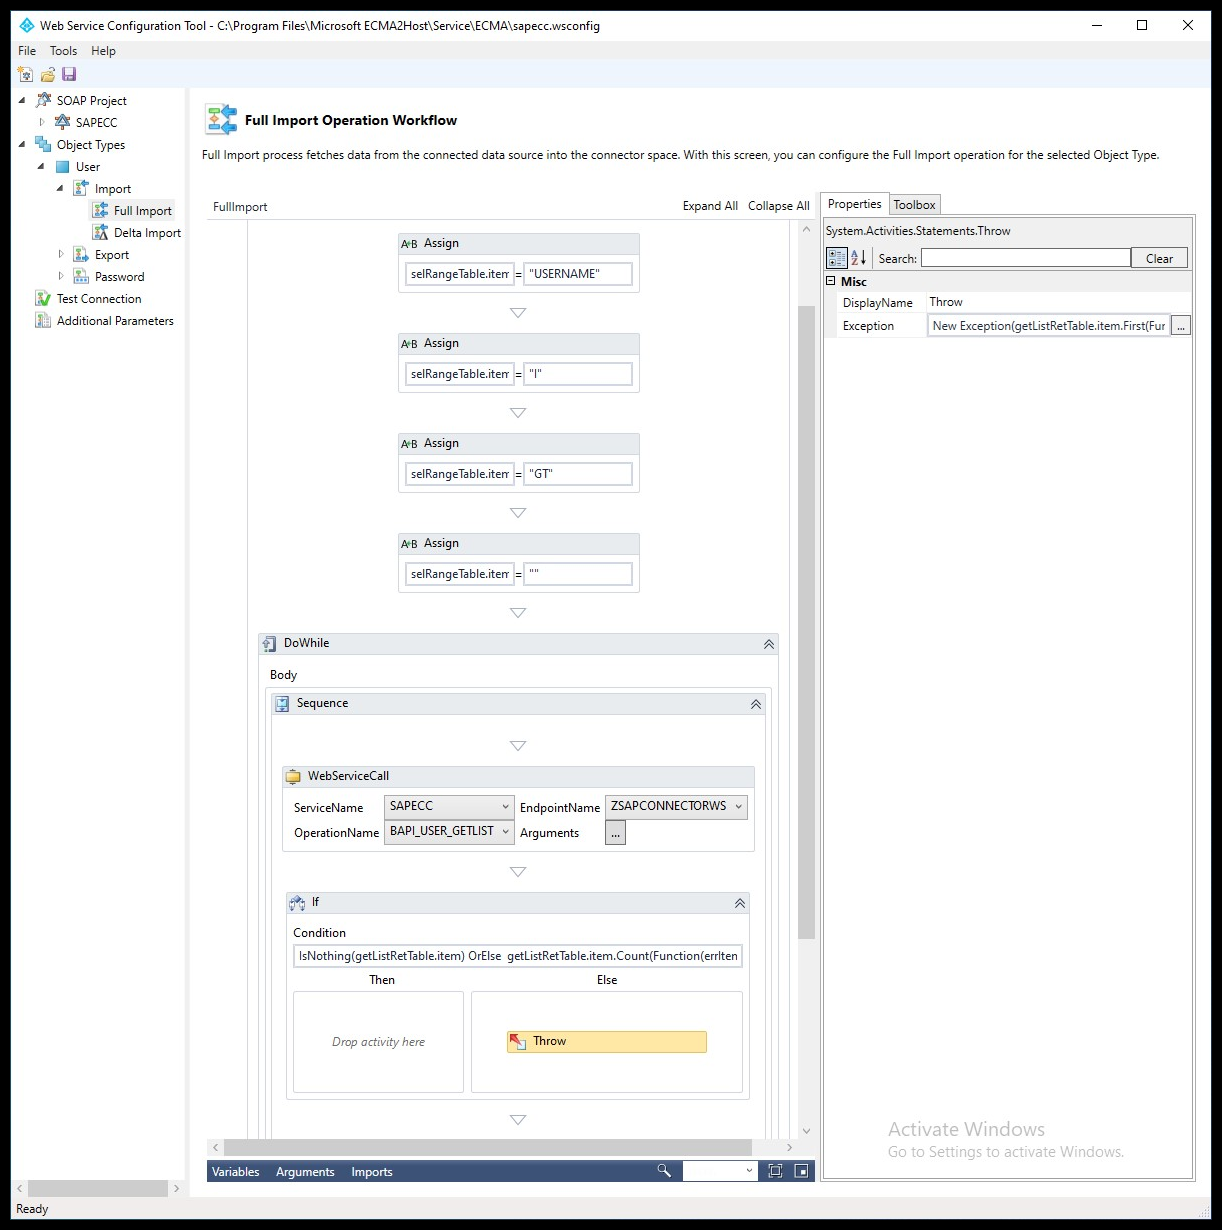 Web Service Configuration Tool - C:\Program Files\Microsoft ECMA2Host\Service\ECMA\sapecc.wsconfig
File Tools Help
SOAP Project
SAPECC
Object Types
User
Import
Full Import
Delta Import
Export
Password
Test Connection
Additional Parameters
Full Import Operation Workflow
Full Import process fetches data from the connected data source into the connector space. With this screen, you can configure the Full Import operation for the selected Object Type.
FullImport Expand All Collapse All
A+B Assign
selRangeTable.item = "USERNAME"
A+B Assign
selRangeTable.item = "I"
A+B Assign
selRangeTable.item = "GT"
A+B Assign
selRangeTable.item = ""
DoWhile
Body
Sequence
WebServiceCall
ServiceName SAPECC EndpointName ZSAPCONNECTORWS
OperationName BAPI_USER_GETLIST Arguments ...
If
Condition
IsNothing(getListRetTable.item) OrElse getListRetTable.item.Count(Function(errIten
Then Else
Drop activity here
Throw
Variables Arguments Imports
Properties Toolbox
System.Activities.Statements.Throw
A Z Search: Clear
Misc
DisplayName Throw
Exception New Exception(getListRetTable.item.First(Fur ...
Activate Windows
Go to Settings to activate Windows.
Ready